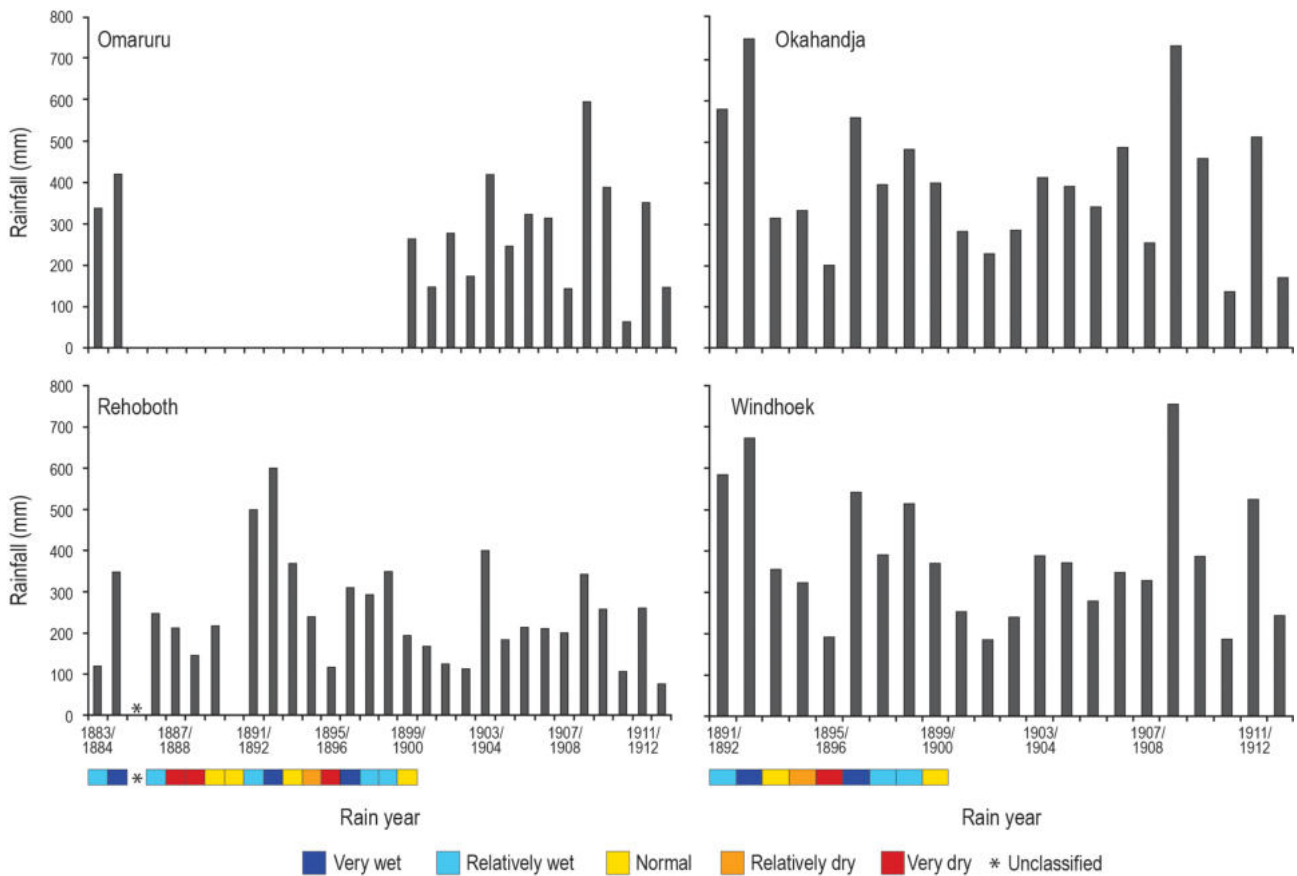 800
700
600
500
400
300
200
100
0
Rainfall (mm)
Omaruru
Okahandja
800
700
600
500
400
300
200
100
0
Rainfall (mm)
Rehoboth
*
Windhoek
1883/ 1887/ 1891/ 1895/ 1899/ 1903/ 1907/ 1911/
1884 1888 1892 1896 1900 1904 1908 1912
1891/ 1895/ 1899/ 1903/ 1907/ 1911/
1892 1896 1900 1904 1908 1912
*
Rain year
Rain year
Very wet Relatively wet Normal Relatively dry Very dry * Unclassified